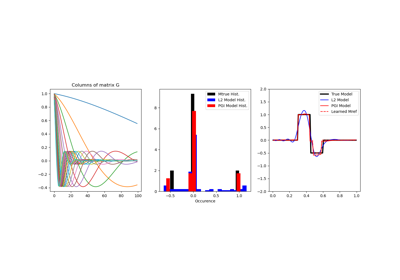 Columns of matrix G
1.0
0.8
0.6
0.4
0.2
0.0
−0.2
−0.4
0 20 40 60 80 100
Mtrue Hist.
L2 Model Hist.
PGI Model Hist.
8
6
4
2
0
−0.5 0.0 0.5 1.0
Occurence
True Model
L2 Model
PGI Model
Learned Mref
2.0
1.5
1.0
0.5
0.0
−0.5
−1.0
−1.5
−2.0
0.0 0.2 0.4 0.6 0.8 1.0